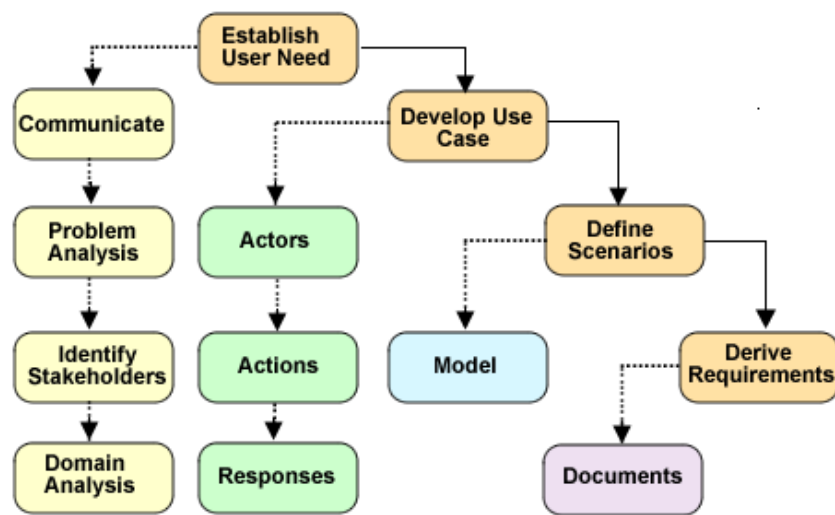 Establish
User Need
Communicate
Develop Use
Case
Problem
Analysis
Actors
Define
Scenarios
Identify
Stakeholders
Actions
Model
Derive
Requirements
Domain
Analysis
Responses
Documents